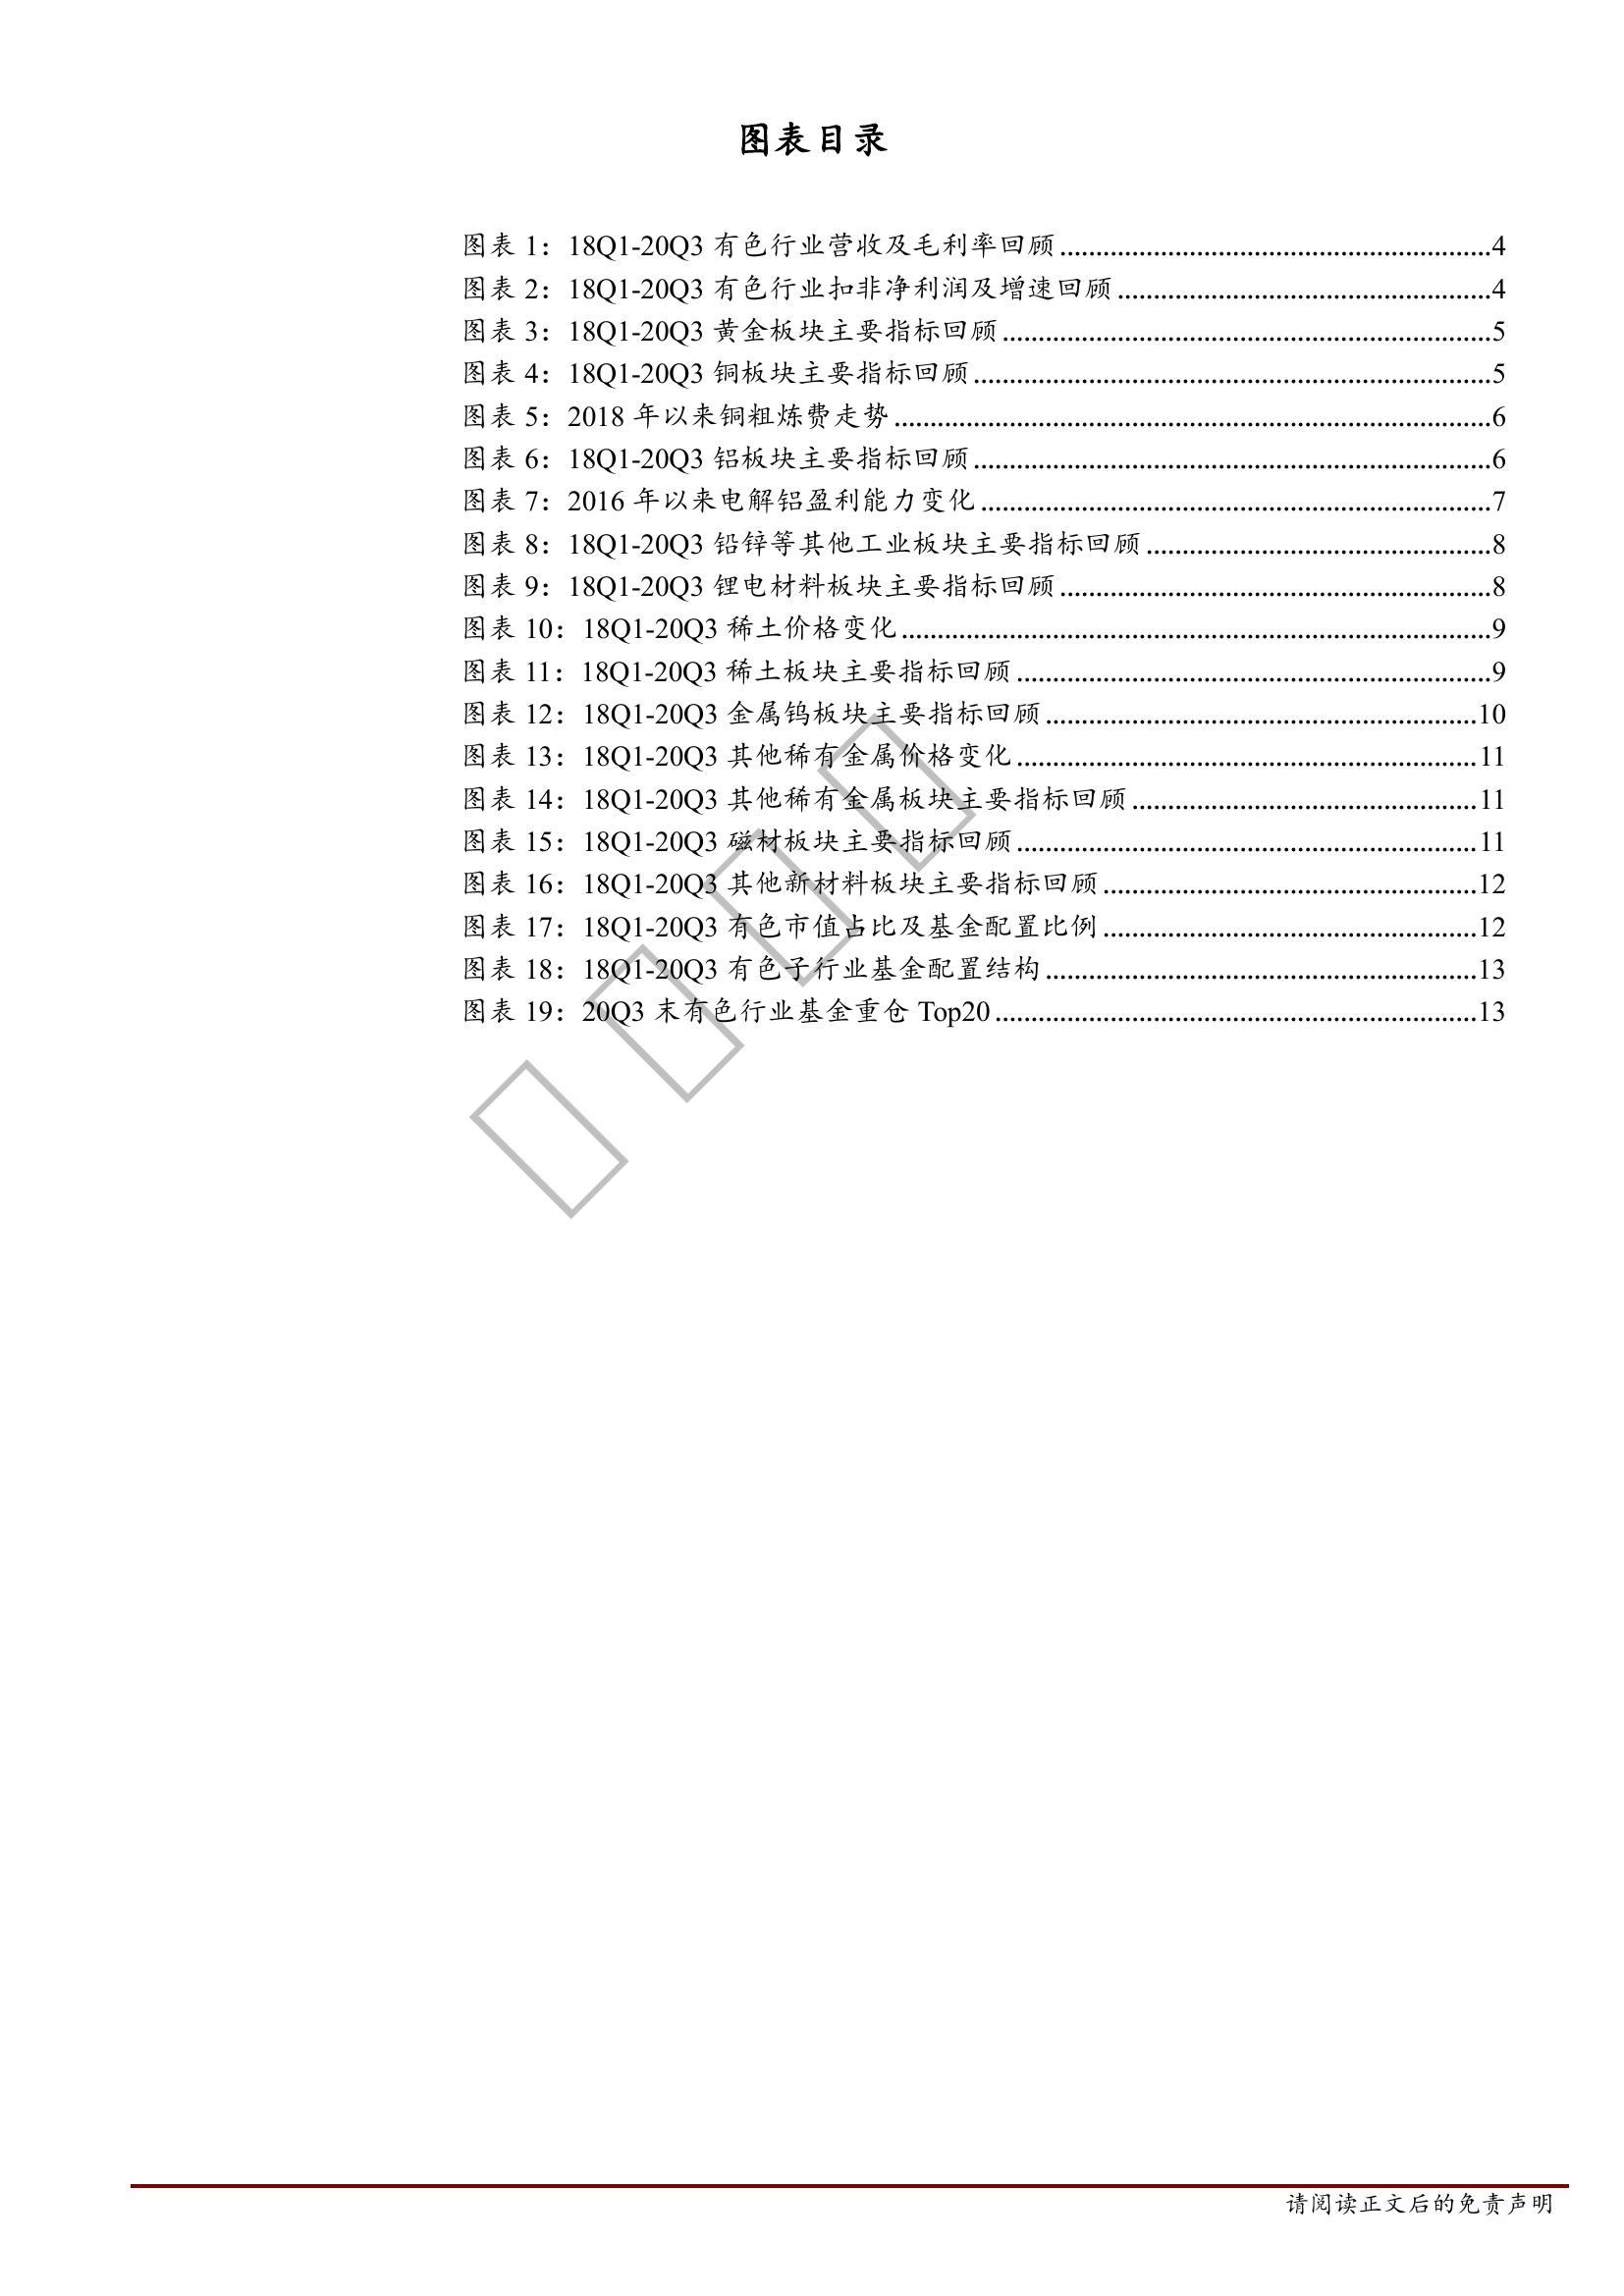 图表目录
图表 1：18Q1-20Q3 有色行业营收及毛利率回顾............................................................4
图表 2：18Q1-20Q3 有色行业扣非净利润及增速回顾....................................................4
图表 3：18Q1-20Q3 黄金板块主要指标回顾....................................................................5
图表 4：18Q1-20Q3 铜板块主要指标回顾........................................................................5
图表 5：2018 年以来铜粗炼费走势...................................................................................6
图表 6：18Q1-20Q3 铝板块主要指标回顾........................................................................6
图表 7：2016 年以来电解铝盈利能力变化.......................................................................7
图表 8：18Q1-20Q3 铅锌等其他工业板块主要指标回顾................................................8
图表 9：18Q1-20Q3 锂电材料板块主要指标回顾............................................................8
图表 10：18Q1-20Q3 稀土价格变化..................................................................................9
图表 11：18Q1-20Q3 稀土板块主要指标回顾..................................................................9
图表 12：18Q1-20Q3 金属钨板块主要指标回顾............................................................10
图表 13：18Q1-20Q3 其他稀有金属价格变化................................................................11
图表 14：18Q1-20Q3 其他稀有金属板块主要指标回顾................................................11
图表 15：18Q1-20Q3 磁材板块主要指标回顾................................................................11
图表 16：18Q1-20Q3 其他新材料板块主要指标回顾....................................................12
图表 17：18Q1-20Q3 有色市值占比及基金配置比例....................................................12
图表 18：18Q1-20Q3 有色子行业基金配置结构............................................................13
图表 19：20Q3 末有色行业基金重仓 Top20...................................................................13
请阅读正文后的免责声明